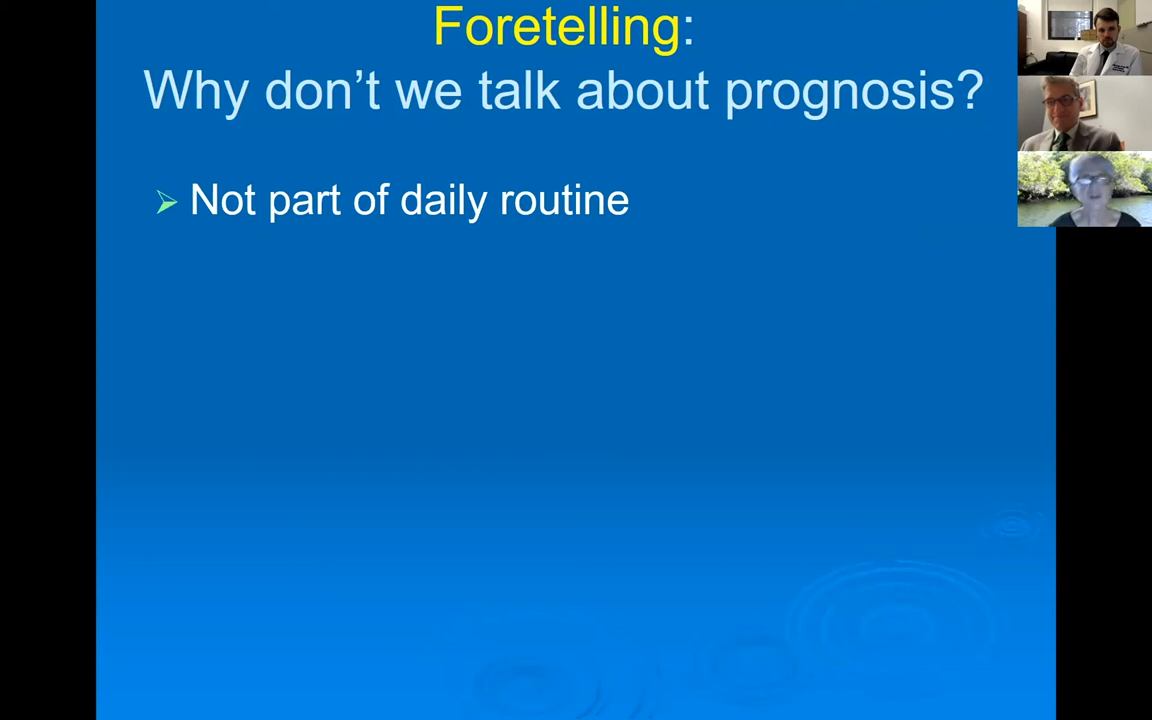 Foretelling:
Why don't we talk about prognosis?
Not part of daily routine